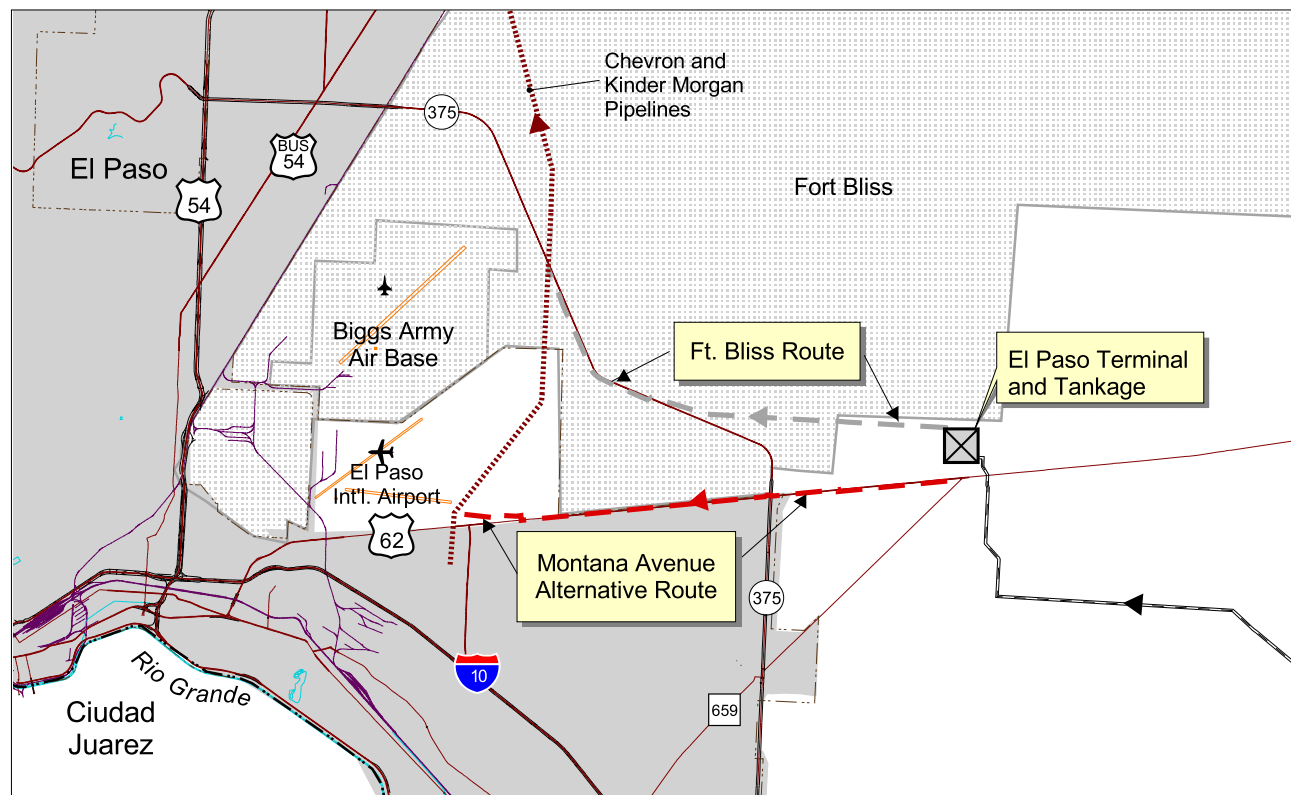 Chevron and
Kinder Morgan
Pipelines
375
BUS
54
El Paso
54
Fort Bliss
Biggs Army
Air Base
Ft. Bliss Route
El Paso Terminal
and Tankage
El Paso
Int'l. Airport
62
Montana Avenue
Alternative Route
375
10
659
Rio Grande
Ciudad
Juarez